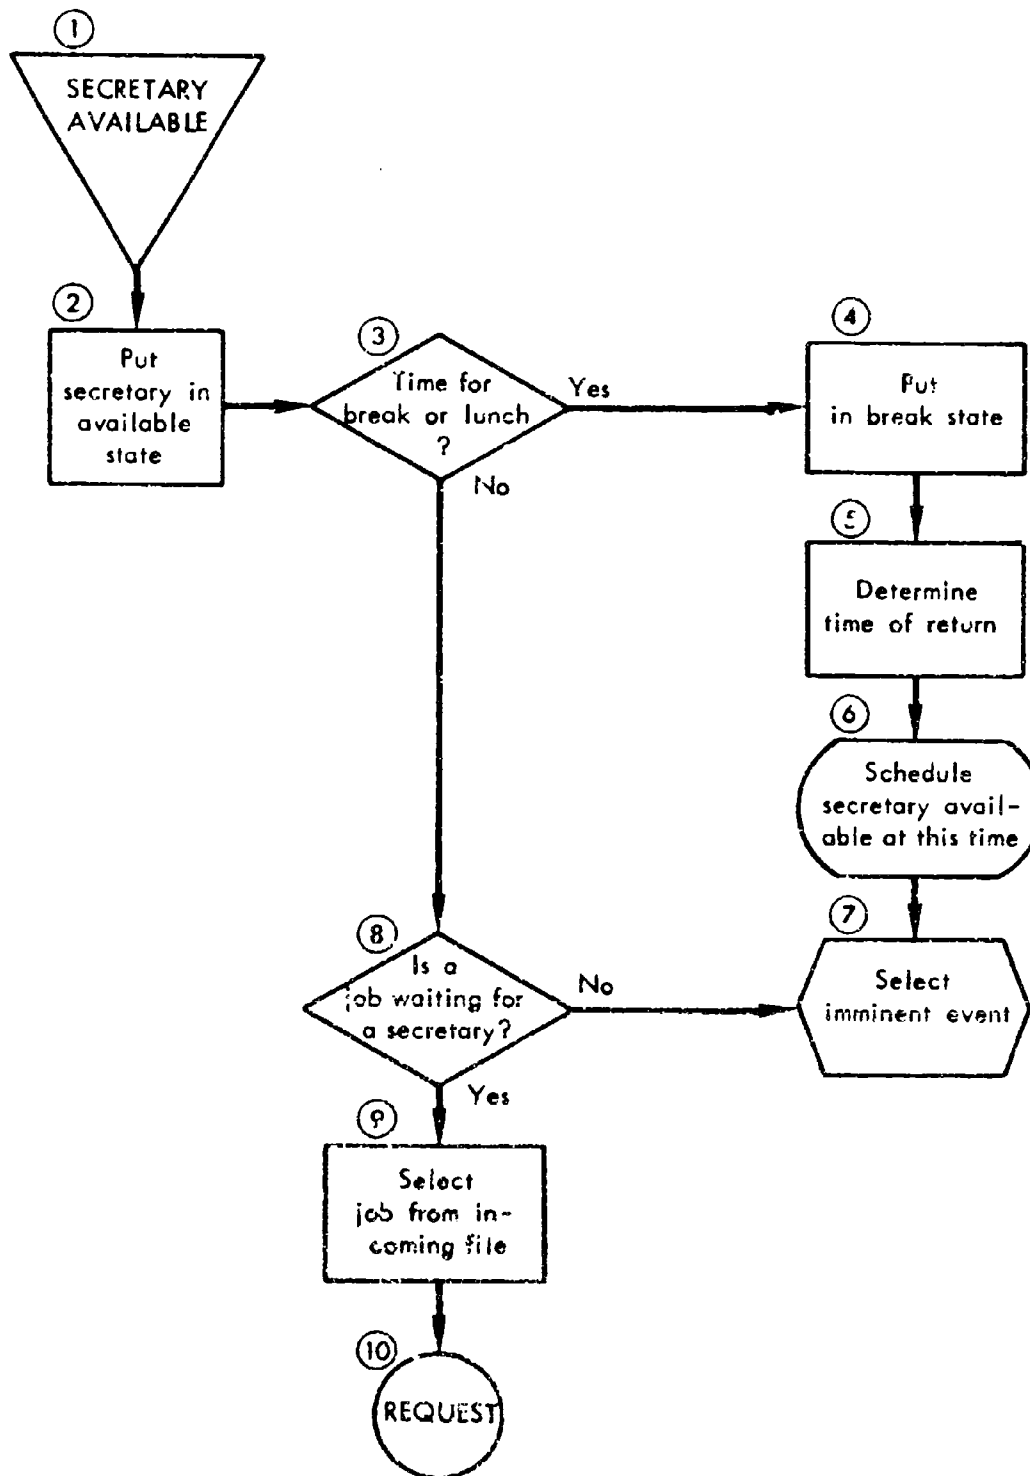 1
SECRETARY
AVAILABLE
2
Put
secretary in
available
state
3
Time for
break or lunch
?
Yes
No
4
Put
in break state
5
Determine
time of return
6
Schedule
secretary avail-
able at this time
7
Select
imminent event
8
Is a
job waiting for
a secretary?
No
Yes
9
Select
job from in-
coming file
10
REQUEST